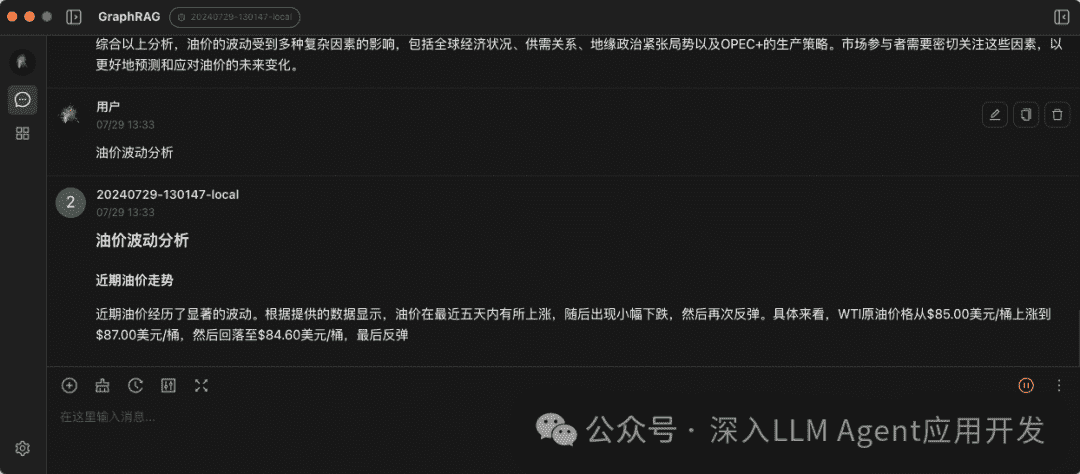 GraphRAG
20240729-130147-local
综合以上分析，油价的波动受到多种复杂因素的影响，包括全球经济状况、供需关系、地缘政治紧张局势以及OPEC+的生产策略。市场参与者需要密切关注这些因素，以
更好地预测和应对油价的未来变化。
用户
07/29 13:33
油价波动分析
2
20240729-130147-local
07/29 13:33
油价波动分析
近期油价走势
近期油价经历了显著的波动。根据提供的数据显示，油价在最近五天内有所上涨，随后出现小幅下跌，然后再次反弹。具体来看，WTI原油价格从$85.00美元/桶上涨到
$87.00美元/桶，然后回落至$84.60美元/桶，最后反弹
在这里输入消息...
公众号 · 深入LLM Agent应用开发